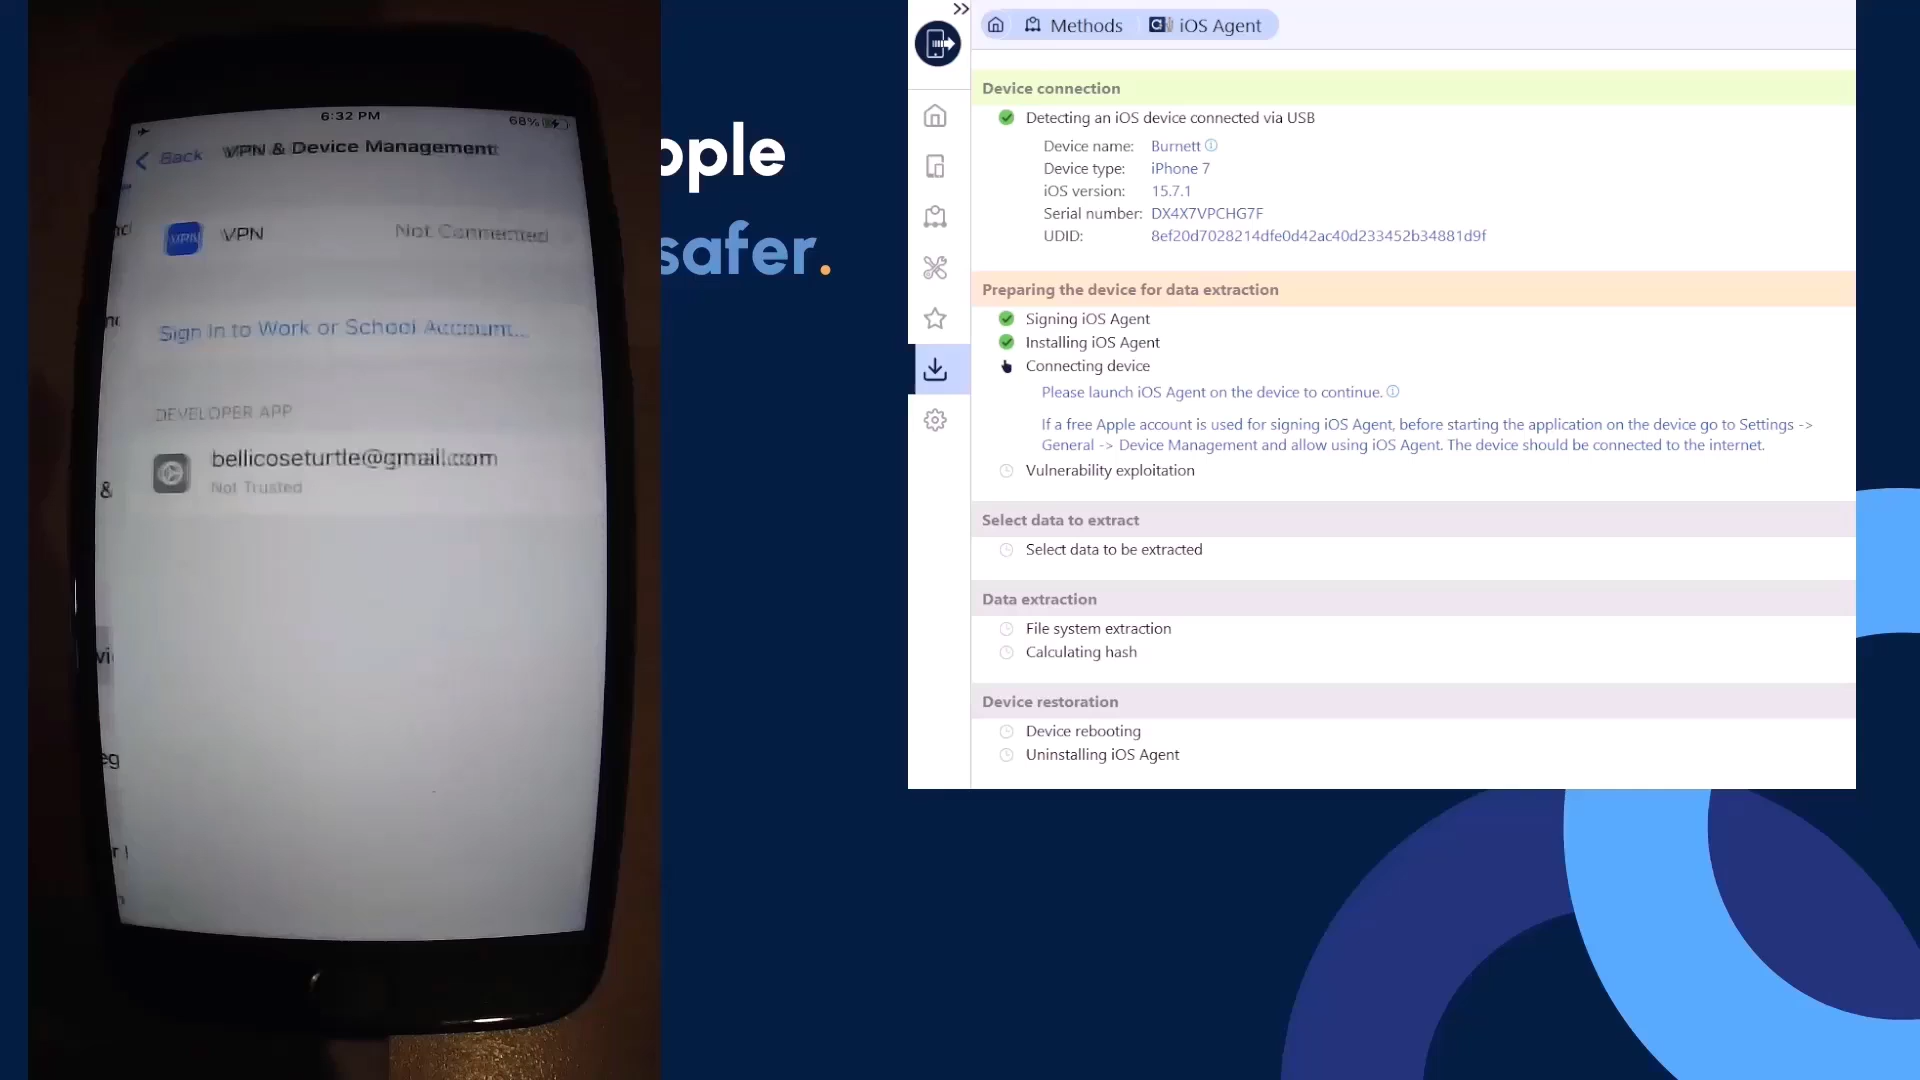 6:32 PM
68%
Back
VPN & Device Management
VPN
VPN
Not Connected
Sign In to Work or School Account...
DEVELOPER APP
bellicoseturtle@gmail.com
Not Trusted
&
ople
safer.
>>
Methods
iOS Agent
Device connection
Detecting an iOS device connected via USB
Device name: Burnett
Device type: iPhone 7
iOS version: 15.7.1
Serial number: DX4X7VPCHG7F
UDID: 8ef20d7028214dfe0d42ac40d233452b34881d9f
Preparing the device for data extraction
Signing iOS Agent
Installing iOS Agent
Connecting device
Please launch iOS Agent on the device to continue.
If a free Apple account is used for signing iOS Agent, before starting the application on the device go to Settings ->
General -> Device Management and allow using iOS Agent. The device should be connected to the internet.
Vulnerability exploitation
Select data to extract
Select data to be extracted
Data extraction
File system extraction
Calculating hash
Device restoration
Device rebooting
Uninstalling iOS Agent